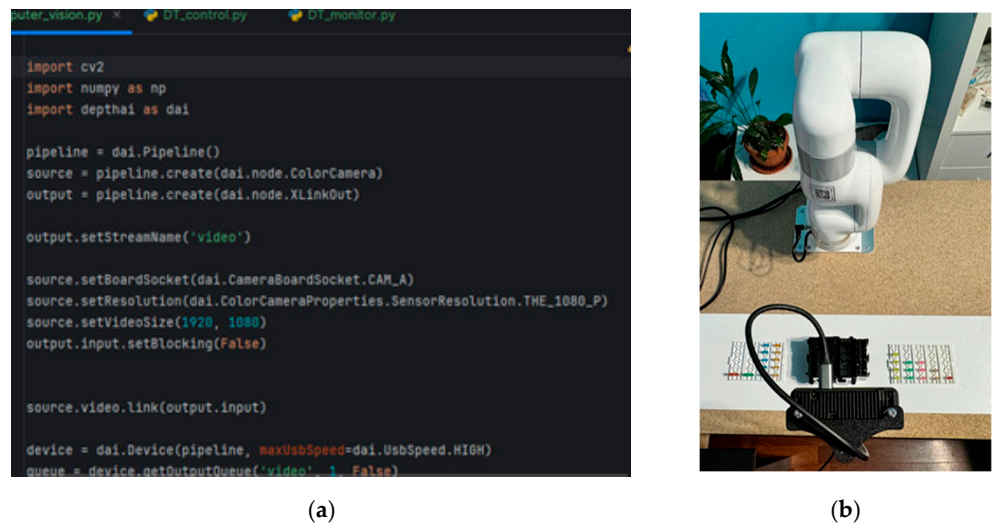 puter_vision.py × DT_control.py DT_monitor.py
import cv2
import numpy as np
import depthai as dai
pipeline = dai.Pipeline()
source = pipeline.create(dai.node.ColorCamera)
output = pipeline.create(dai.node.XLinkOut)
output.setStreamName('video')
source.setBoardSocket(dai.CameraBoardSocket.CAM_A)
source.setResolution(dai.ColorCameraProperties.SensorResolution.THE_1080_P)
source.setVideoSize(1920, 1080)
output.input.setBlocking(False)
source.video.link(output.input)
device = dai.Device(pipeline, maxUsbSpeed=dai.UsbSpeed.HIGH)
queue = device.getOutputQueue('video', 1, False)
(a)
(b)